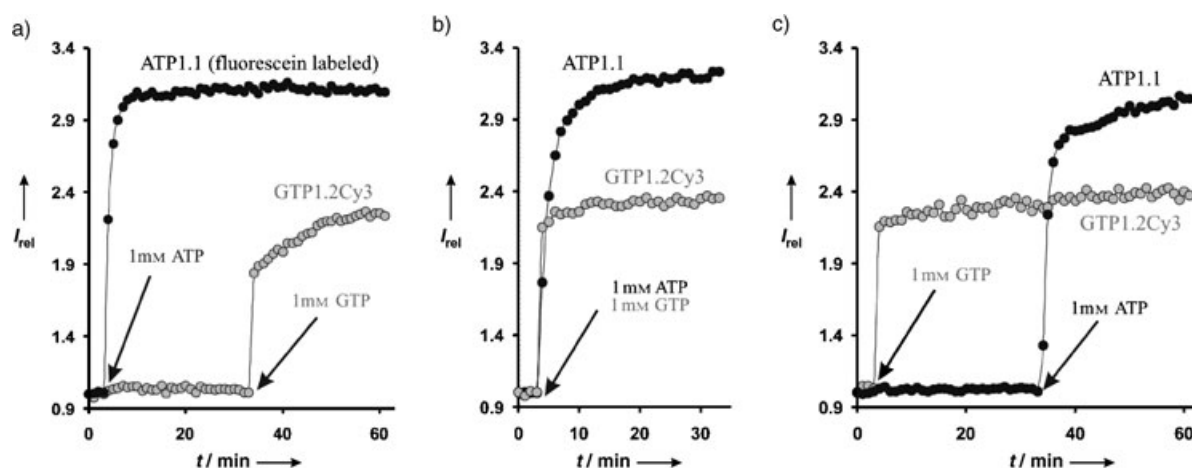 a)
3.4
2.9
2.4
1.9
1.4
0.9
I rel
ATP1.1 (fluorescein labeled)
GTP1.2Cy3
1mM ATP
1mM GTP
0 20 40 60
t / min
b)
3.4
2.9
2.4
1.9
1.4
0.9
I rel
ATP1.1
GTP1.2Cy3
1mM ATP
1mM GTP
0 10 20 30
t / min
c)
3.4
2.9
2.4
1.9
1.4
0.9
I rel
ATP1.1
GTP1.2Cy3
1mM GTP
1mM ATP
0 20 40 60
t / min